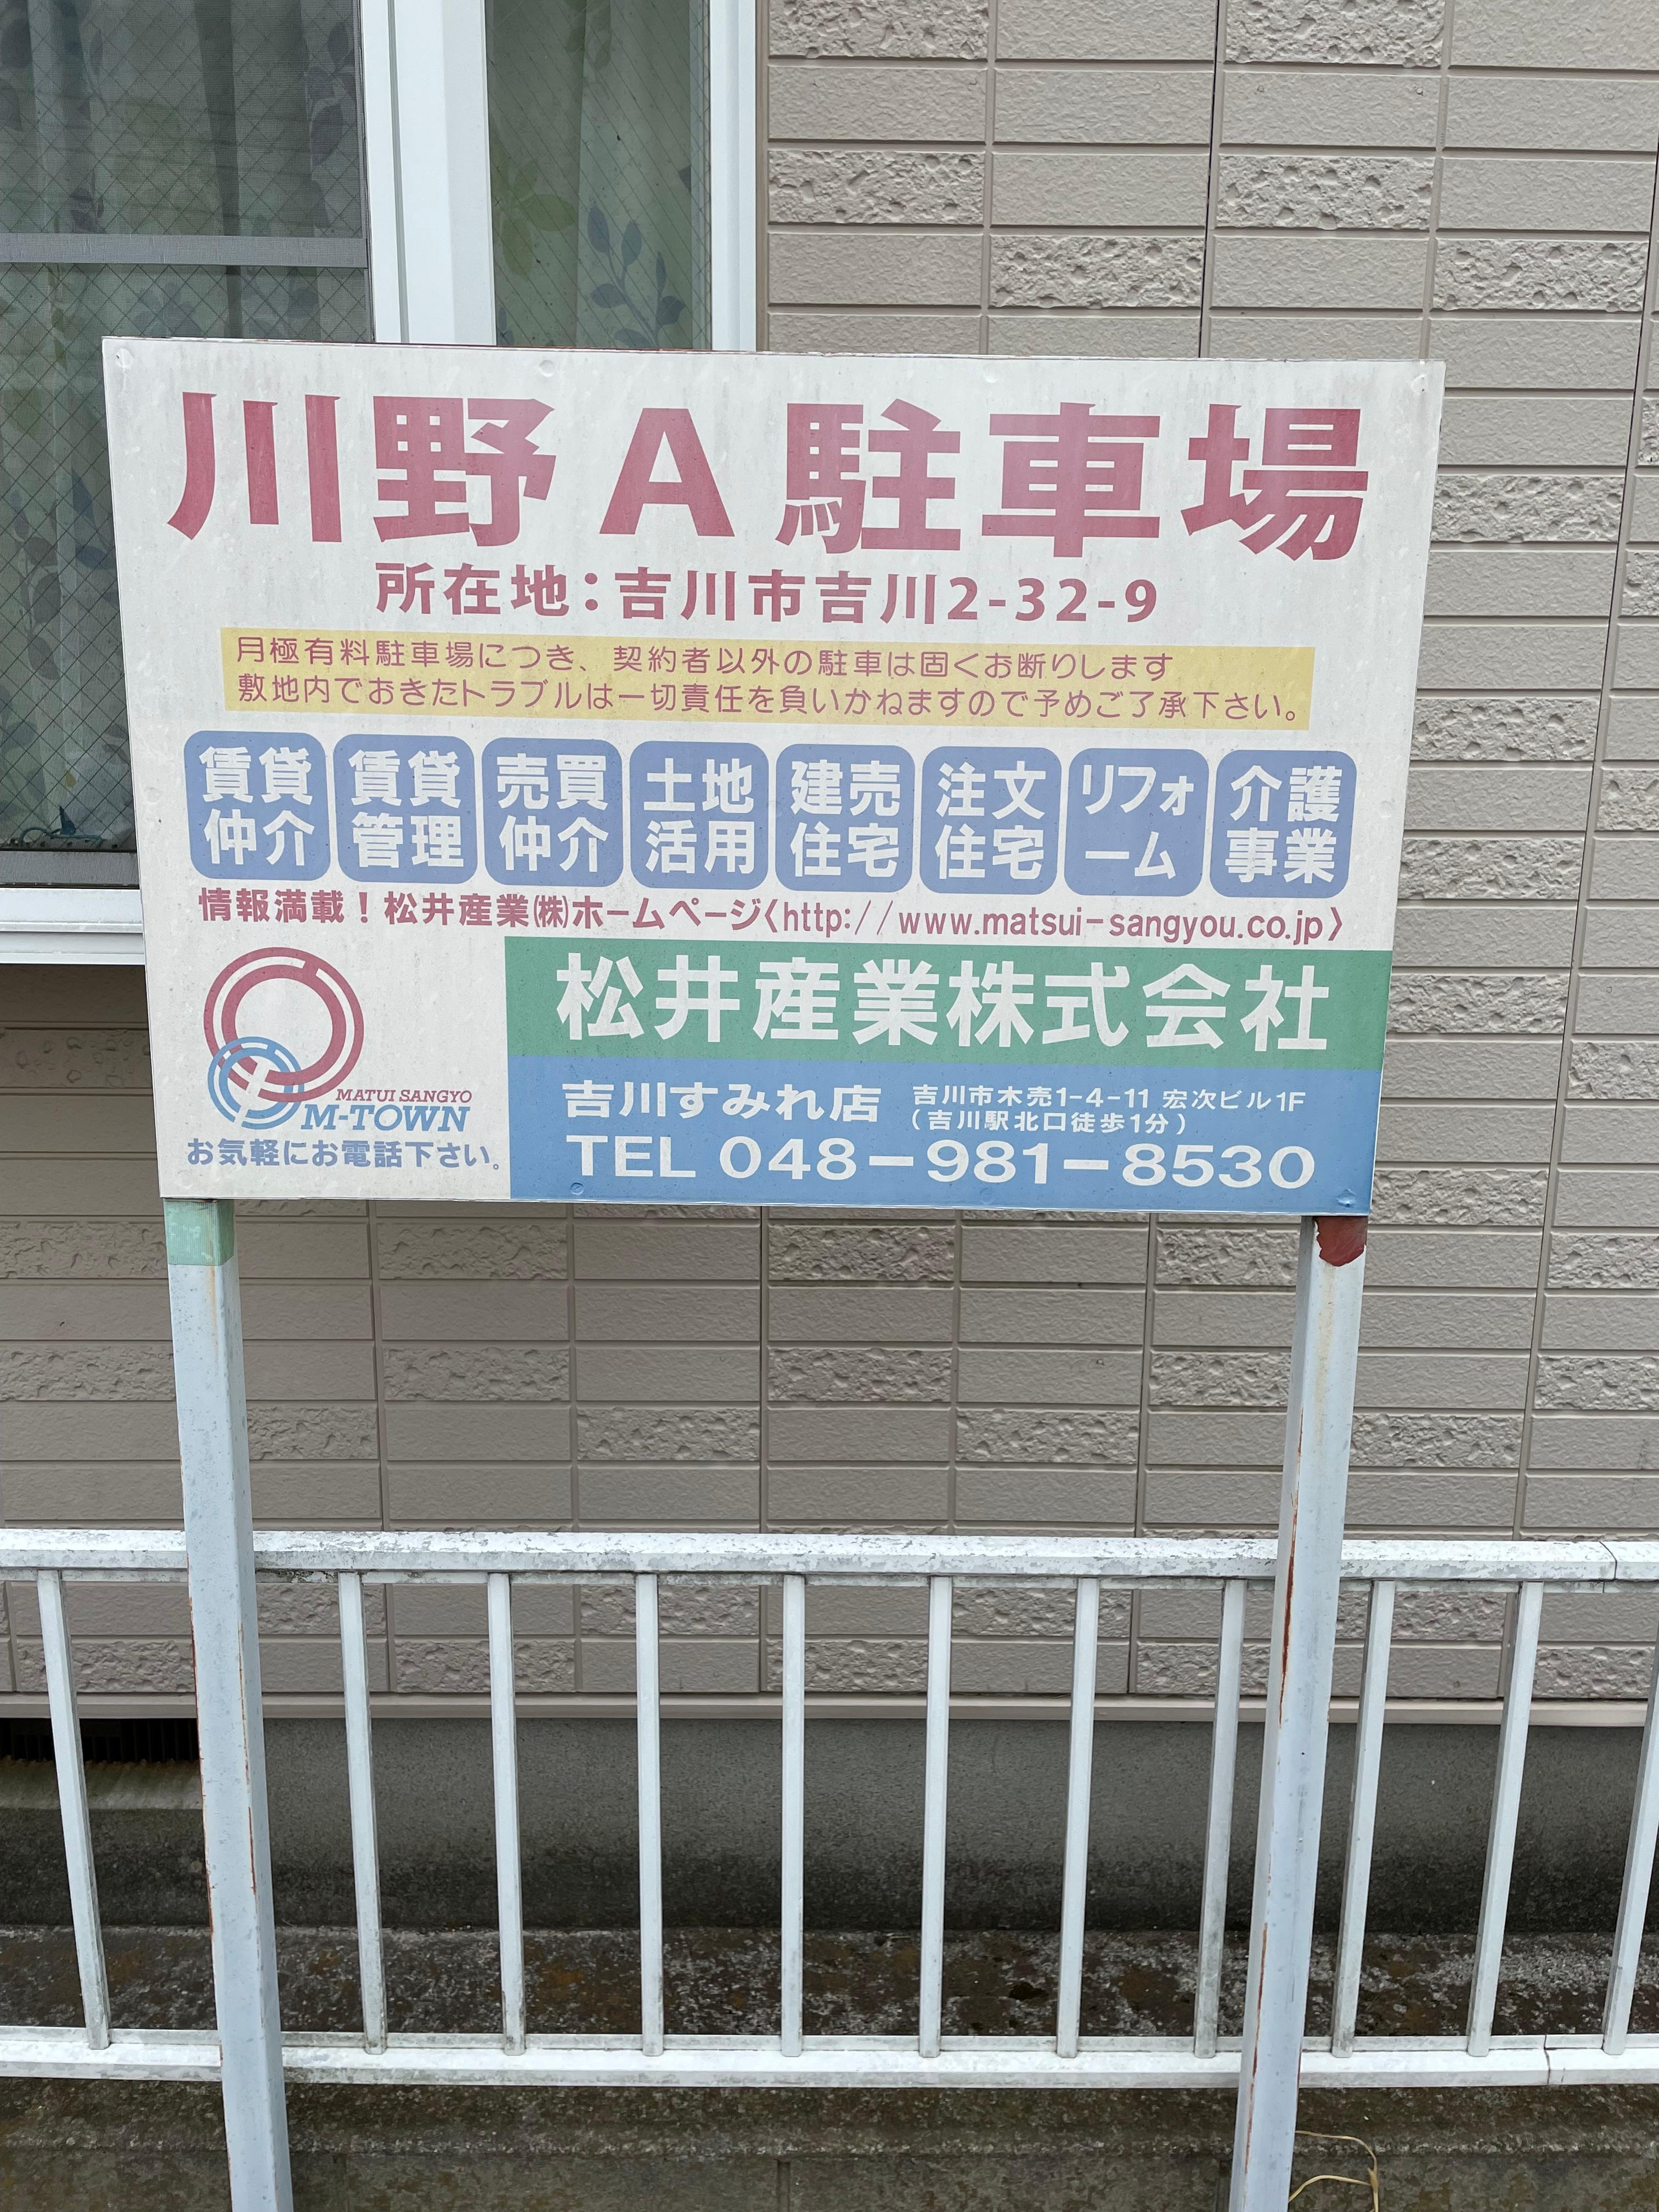 川野A駐車場
所在地：吉川市吉川2-32-9
月極有料駐車場につき、契約者以外の駐車は固くお断りします
敷地内でおきたトラブルは一切責任を負いかねますので予めご了承下さい。
賃貸仲介 賃貸管理 売買仲介 土地活用 建売住宅 注文住宅 リフォーム 介護事業
情報満載！松井産業㈱ホームページ〈http://www.matsui-sangyou.co.jp〉
松井産業株式会社
MATUI SANGYO
M-TOWN
お気軽にお電話下さい。
吉川すみれ店 吉川市木売1-4-11 宏次ビル1F
（吉川駅北口徒歩1分）
TEL 048-981-8530